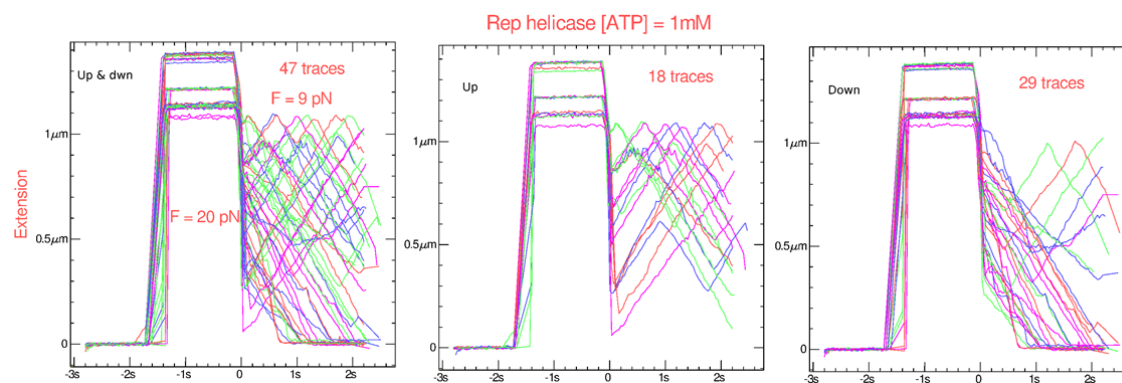 Rep helicase [ATP] = 1mM
Up & dwn
47 traces
F = 9 pN
F = 20 pN
Extension
1μm
0.5μm
0
-3s -2s -1s 0 1s 2s
Up
18 traces
1μm
0.5μm
0
-3s -2s -1s 0 1s 2s
Down
29 traces
1μm
0.5μm
0
-3s -2s -1s 0 1s 2s